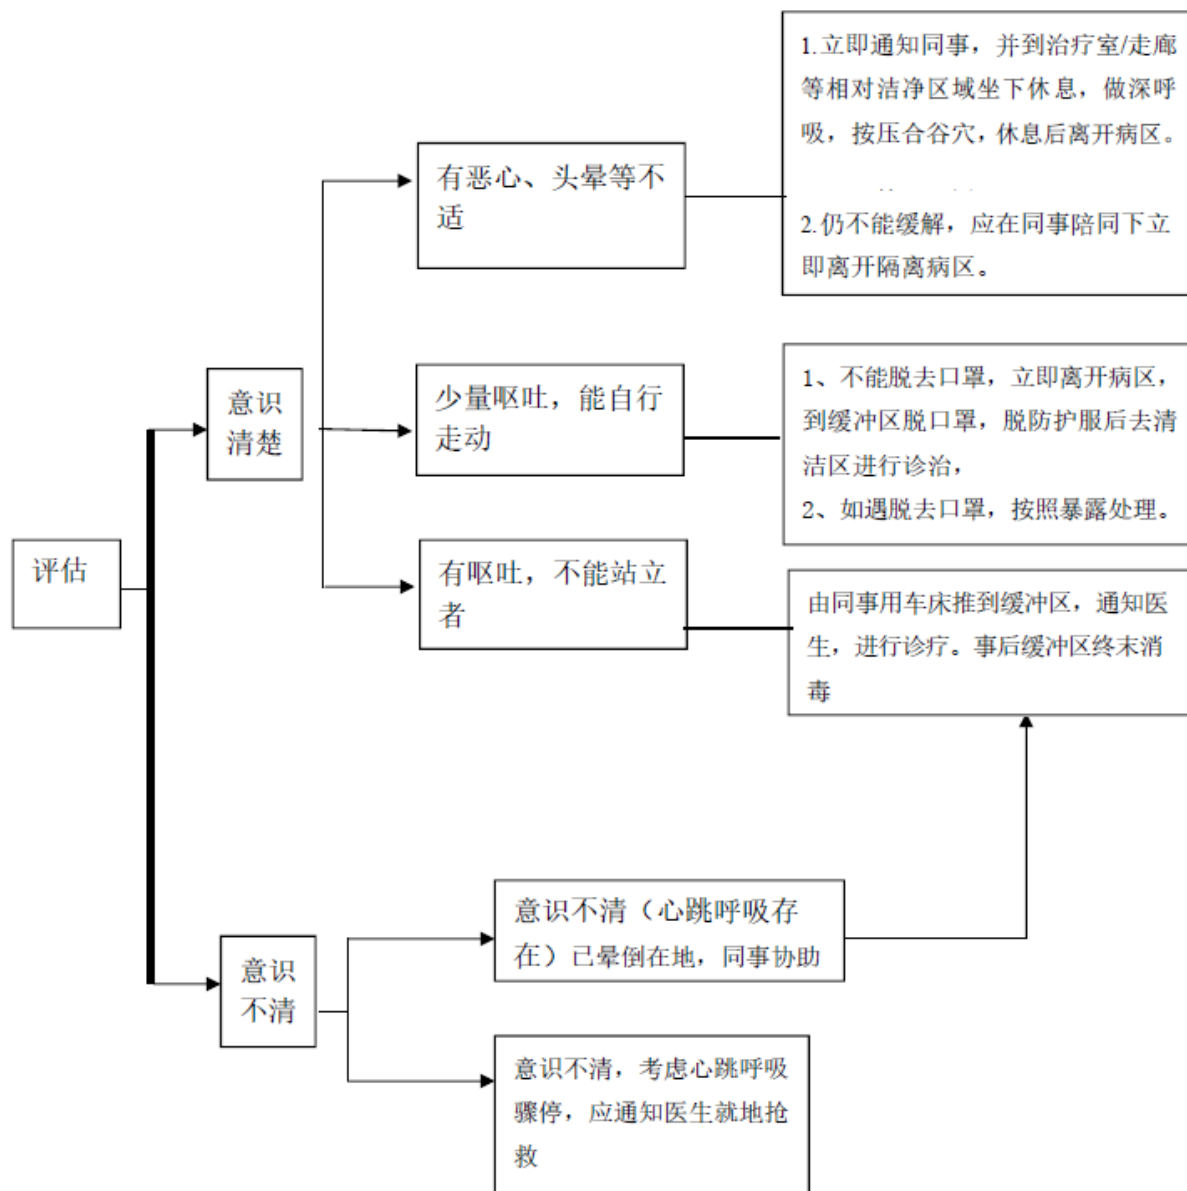 1.立即通知同事，并到治疗室/走廊
等相对洁净区域坐下休息，做深呼
吸，按压合谷穴，休息后离开病区。
2.仍不能缓解，应在同事陪同下立
即离开隔离病区。
有恶心、头晕等不
适
意识
清楚
少量呕吐，能自行
走动
1、不能脱去口罩，立即离开病区，
到缓冲区脱口罩，脱防护服后去清
洁区进行诊治，
2、如遇脱去口罩，按照暴露处理。
评估
有呕吐，不能站立
者
由同事用车床推到缓冲区，通知医
生，进行诊疗。事后缓冲区终末消
毒
意识
不清
意识不清（心跳呼吸存
在）已晕倒在地，同事协助
意识不清，考虑心跳呼吸
骤停，应通知医生就地抢
救